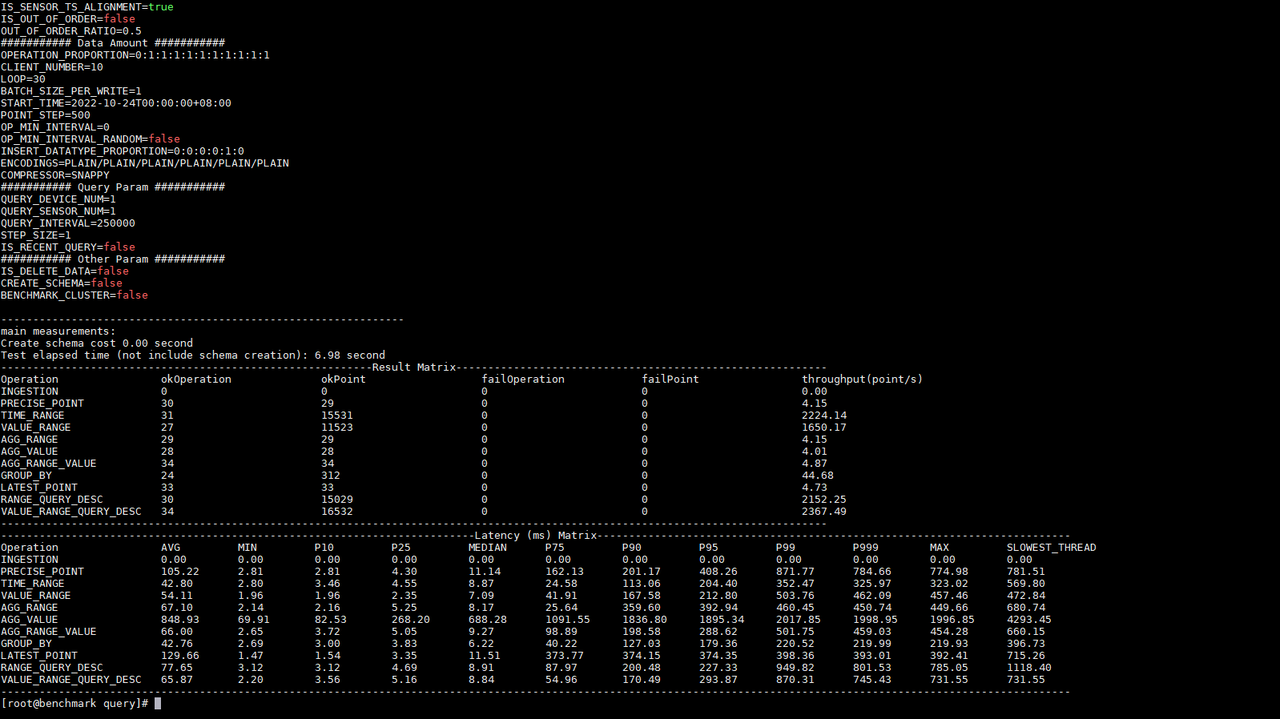 IS_SENSOR_TS_ALIGNMENT=true
IS_OUT_OF_ORDER=false
OUT_OF_ORDER_RATIO=0.5
########### Data Amount ###########
OPERATION_PROPORTION=0:1:1:1:1:1:1:1:1:1:1
CLIENT_NUMBER=10
LOOP=30
BATCH_SIZE_PER_WRITE=1
START_TIME=2022-10-24T00:00:00+08:00
POINT_STEP=500
OP_MIN_INTERVAL=0
OP_MIN_INTERVAL_RANDOM=false
INSERT_DATATYPE_PROPORTION=0:0:0:0:1:0
ENCODINGS=PLAIN/PLAIN/PLAIN/PLAIN/PLAIN/PLAIN
COMPRESSOR=SNAPPY
########### Query Param ###########
QUERY_DEVICE_NUM=1
QUERY_SENSOR_NUM=1
QUERY_INTERVAL=250000
STEP_SIZE=1
IS_RECENT_QUERY=false
########### Other Param ###########
IS_DELETE_DATA=false
CREATE_SCHEMA=false
BENCHMARK_CLUSTER=false
---------------------------------------------------------------
main measurements:
Create schema cost 0.00 second
Test elapsed time (not include schema creation): 6.98 second
----------------------------------------------------------Result Matrix----------------------------------------------------------
Operation okOperation okPoint failOperation failPoint throughput(point/s)
INGESTION 0 0 0 0 0.00
PRECISE_POINT 30 29 0 0 4.15
TIME_RANGE 31 15531 0 0 2224.14
VALUE_RANGE 27 11523 0 0 1650.17
AGG_RANGE 29 29 0 0 4.15
AGG_VALUE 28 28 0 0 4.01
AGG_RANGE_VALUE 34 34 0 0 4.87
GROUP_BY 24 312 0 0 44.68
LATEST_POINT 33 33 0 0 4.73
RANGE_QUERY_DESC 30 15029 0 0 2152.25
VALUE_RANGE_QUERY_DESC 34 16532 0 0 2367.49
---------------------------------------------------------------------------------------------------------------------------------
--------------------------------------------------------------------------Latency (ms) Matrix--------------------------------------------------------------------------
Operation AVG MIN P10 P25 MEDIAN P75 P90 P95 P99 P999 MAX SLOWEST_THREAD
INGESTION 0.00 0.00 0.00 0.00 0.00 0.00 0.00 0.00 0.00 0.00 0.00 0.00
PRECISE_POINT 105.22 2.81 2.81 4.30 11.14 162.13 201.17 408.26 871.77 784.66 774.98 781.51
TIME_RANGE 42.80 2.80 3.46 4.55 8.87 24.58 113.06 204.40 352.47 325.97 323.02 569.80
VALUE_RANGE 54.11 1.96 1.96 2.35 7.09 41.91 167.58 212.80 503.76 462.09 457.46 472.84
AGG_RANGE 67.10 2.14 2.16 5.25 8.17 25.64 359.60 392.94 460.45 450.74 449.66 680.74
AGG_VALUE 848.93 69.91 82.53 268.20 688.28 1091.55 1836.80 1895.34 2017.85 1998.95 1996.85 4293.45
AGG_RANGE_VALUE 66.00 2.65 3.72 5.05 9.27 98.89 198.58 288.62 501.75 459.03 454.28 660.15
GROUP_BY 42.76 2.69 3.00 3.83 6.22 40.22 127.03 179.36 220.52 219.99 219.93 396.73
LATEST_POINT 129.66 1.47 1.54 3.35 11.51 373.77 374.15 374.35 398.36 393.01 392.41 715.26
RANGE_QUERY_DESC 77.65 3.12 3.12 4.69 8.91 87.97 200.48 227.33 949.82 801.53 785.05 1118.40
VALUE_RANGE_QUERY_DESC 65.87 2.20 3.56 5.16 8.84 54.96 170.49 293.87 870.31 745.43 731.55 731.55
-----------------------------------------------------------------------------------------------------------------------------------------------------------------------
[root@benchmark query]#